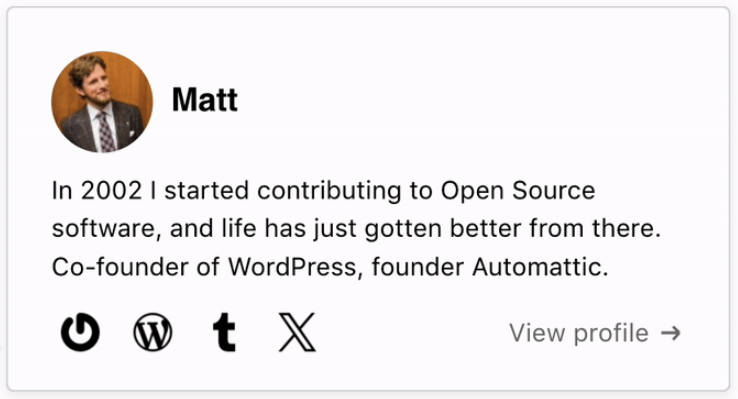 Matt
In 2002 I started contributing to Open Source
software, and life has just gotten better from there.
Co-founder of WordPress, founder Automattic.
View profile →